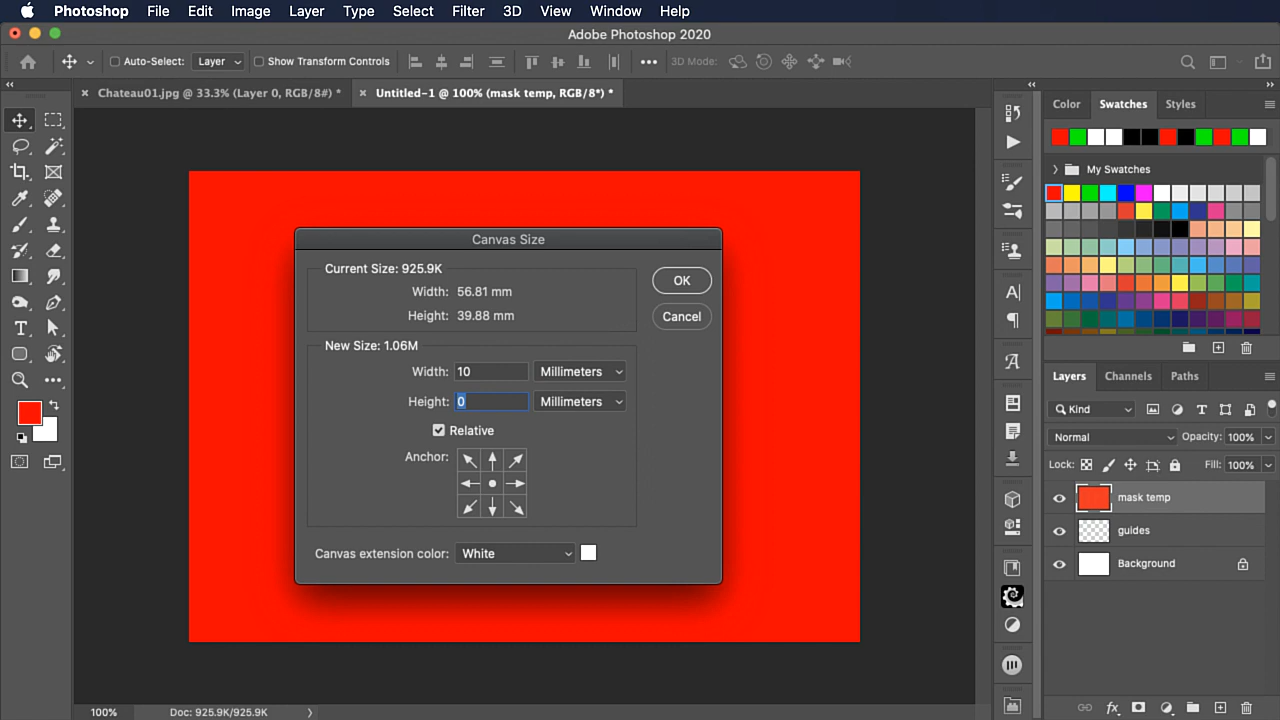 Photoshop File Edit Image Layer Type Select Filter 3D View Window Help
Adobe Photoshop 2020
Auto-Select: Layer Show Transform Controls 3D Mode:
Chateau01.jpg @ 33.3% (Layer 0, RGB/8#) * Untitled-1 @ 100% (mask temp, RGB/8*) *
Color Swatches Styles
My Swatches
Canvas Size
Current Size: 925.9K
Width: 56.81 mm
Height: 39.88 mm
OK
Cancel
New Size: 1.06M
Width: 10 Millimeters
Height: 0 Millimeters
Relative
Anchor:
Canvas extension color: White
Layers Channels Paths
Kind
Normal Opacity: 100%
Lock: Fill: 100%
mask temp
guides
Background
100% Doc: 925.9K/925.9K